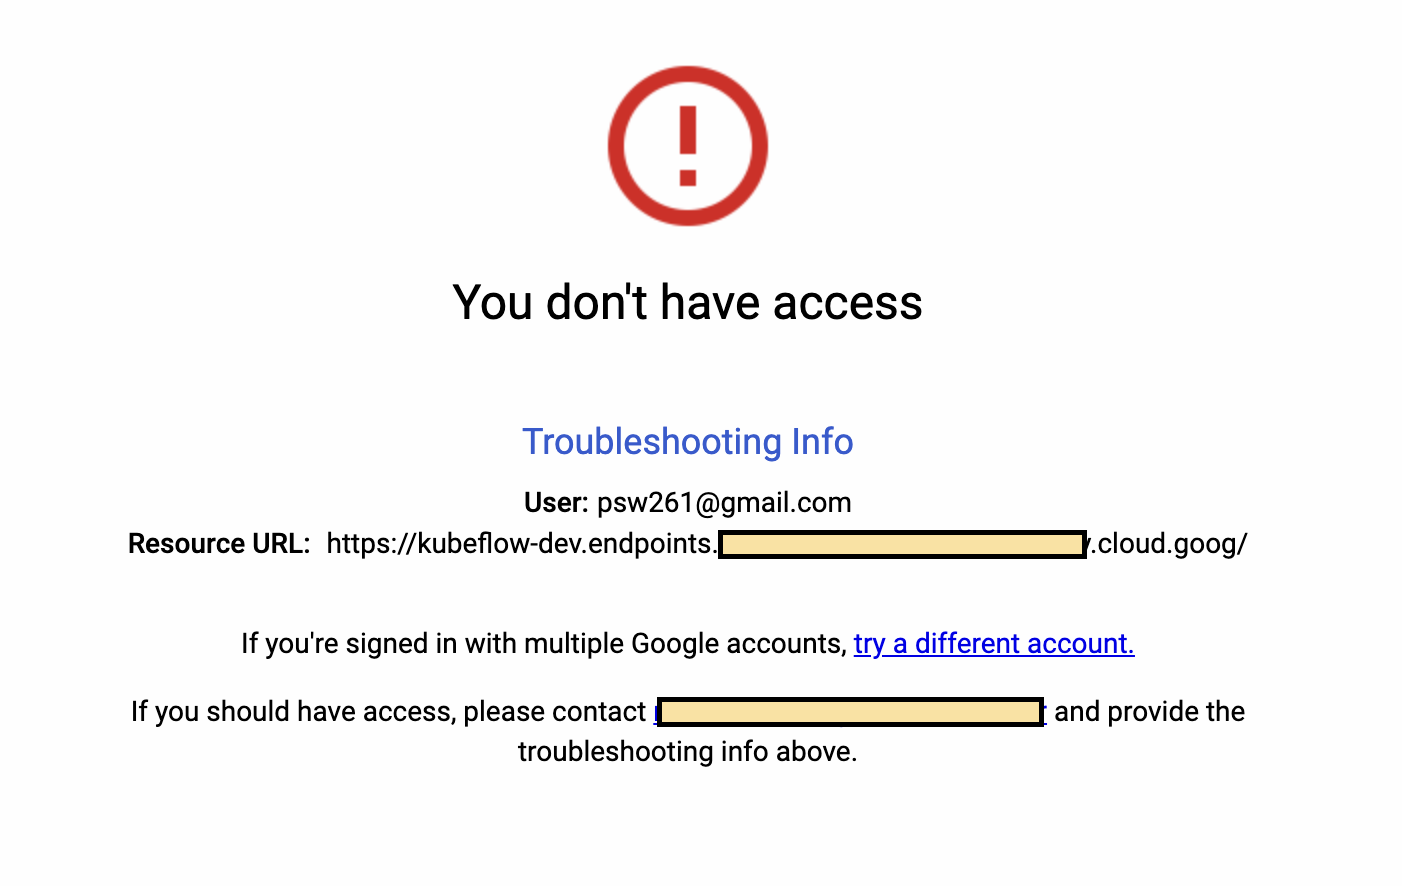 You don't have access
Troubleshooting Info
User: psw261@gmail.com
Resource URL: https://kubeflow-dev.endpoints. .cloud.goog/
If you're signed in with multiple Google accounts, try a different account.
If you should have access, please contact and provide the
troubleshooting info above.